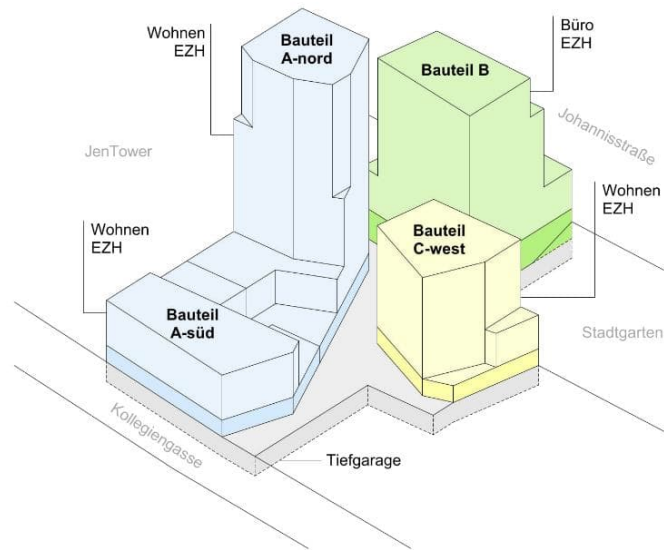 Wohnen
EZH
Bauteil
A-nord
Büro
EZH
Bauteil B
Johannisstraße
JenTower
Wohnen
EZH
Wohnen
EZH
Bauteil
C-west
Bauteil
A-süd
Stadtgarten
Kollegiengasse
Tiefgarage